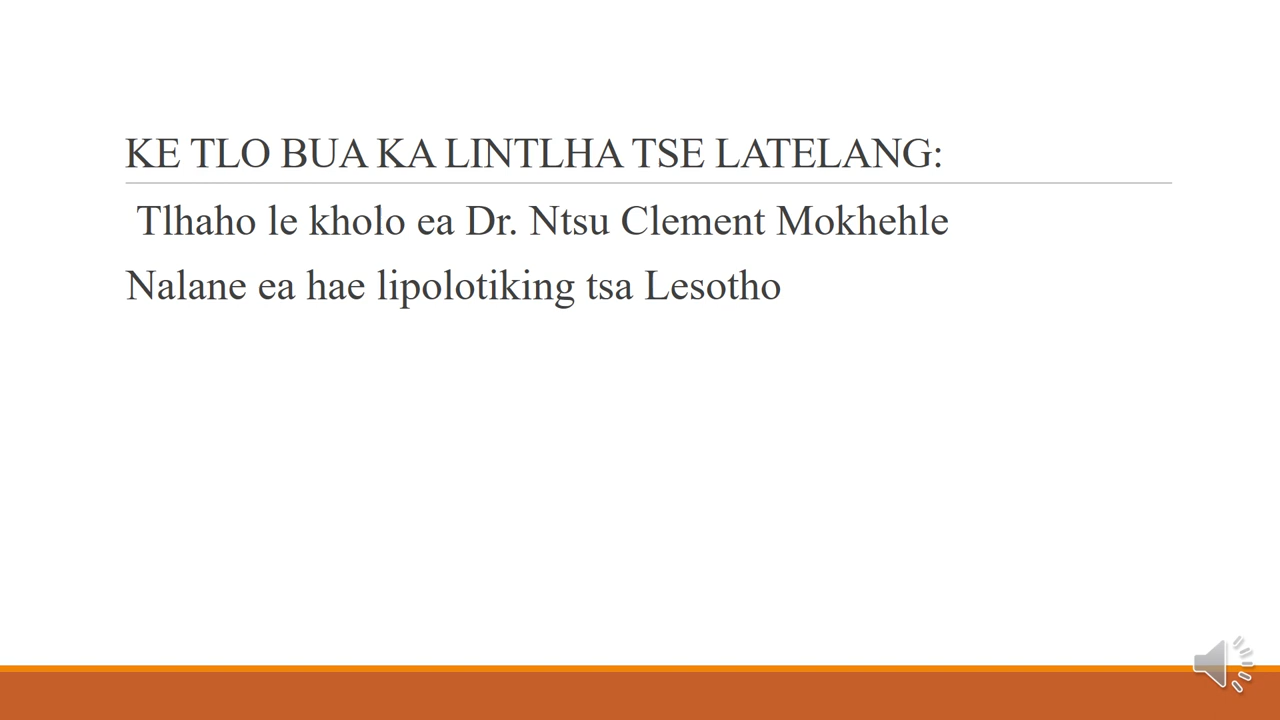 KE TLO BUA KA LINTLHA TSE LATELANG:
Tlhaho le kholo ea Dr. Ntsu Clement Mokhehle
Nalane ea hae lipolotiking tsa Lesotho